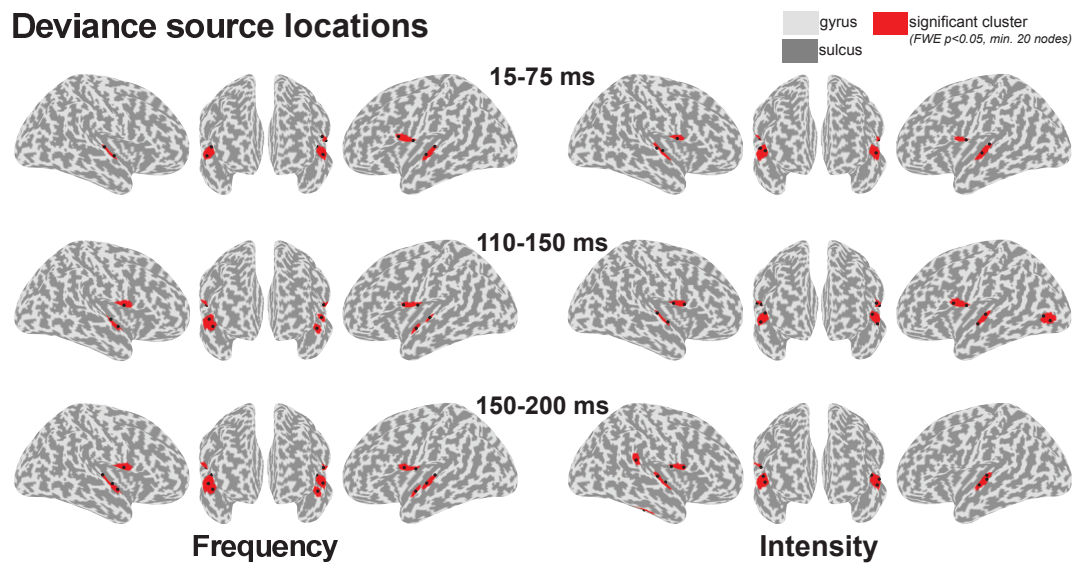 Deviance source locations
gyrus
significant cluster
(FWE p<0.05, min. 20 nodes)
sulcus
15-75 ms
110-150 ms
150-200 ms
Frequency
Intensity